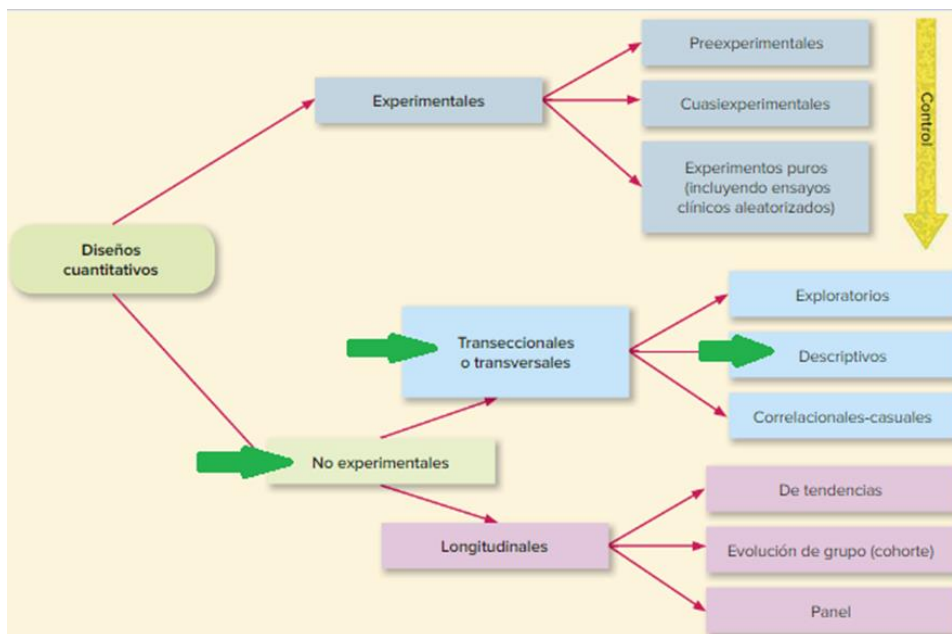 Preexperimentales
Experimentales
Cuasiexperimentales
Experimentos puros
(incluyendo ensayos
clínicos aleatorizados)
Control
Diseños
cuantitativos
Exploratorios
Transeccionales
o transversales
Descriptivos
Correlacionales-casuales
No experimentales
De tendencias
Longitudinales
Evolución de grupo (cohorte)
Panel